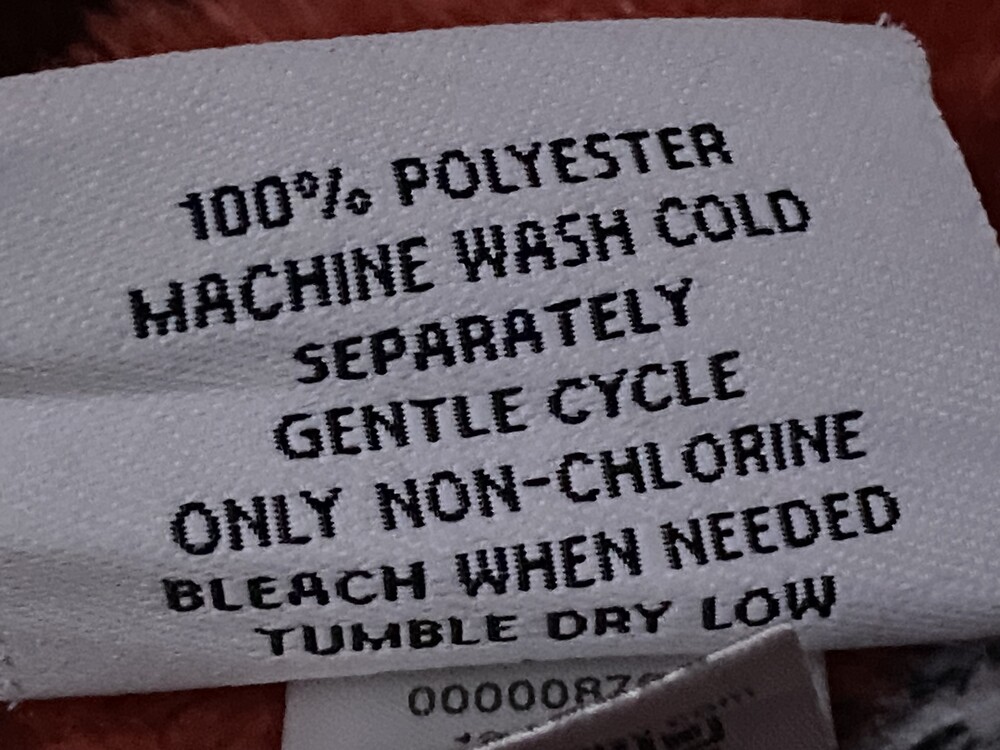 100% POLYESTER
MACHINE WASH COLD
SEPARATELY
GENTLE CYCLE
ONLY NON-CHLORINE
BLEACH WHEN NEEDED
TUMBLE DRY LOW